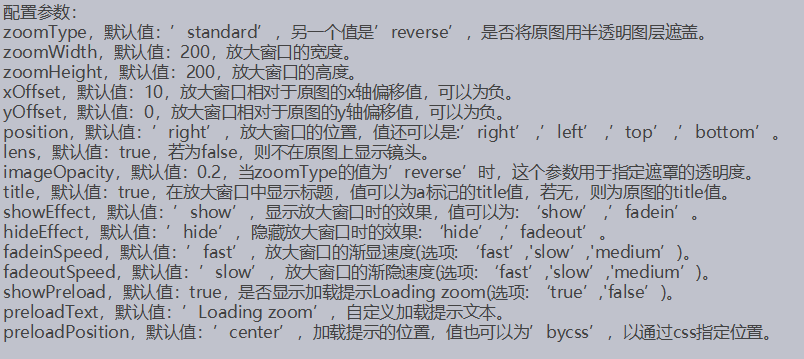 配置参数：
zoomType，默认值：’standard’，另一个值是’reverse’，是否将原图用半透明图层遮盖。
zoomWidth，默认值：200，放大窗口的宽度。
zoomHeight，默认值：200，放大窗口的高度。
xOffset，默认值：10，放大窗口相对于原图的x轴偏移值，可以为负。
yOffset，默认值：0，放大窗口相对于原图的y轴偏移值，可以为负。
position，默认值：’right’，放大窗口的位置，值还可以是:’right’,’left’,’top’,’bottom’。
lens，默认值：true，若为false，则不在原图上显示镜头。
imageOpacity，默认值：0.2，当zoomType的值为’reverse’时，这个参数用于指定遮罩的透明度。
title，默认值：true，在放大窗口中显示标题，值可以为a标记的title值，若无，则为原图的title值。
showEffect，默认值：’show’，显示放大窗口时的效果，值可以为: ‘show’,’fadein’。
hideEffect，默认值：’hide’，隐藏放大窗口时的效果: ‘hide’,’fadeout’。
fadeinSpeed，默认值：’fast’，放大窗口的渐显速度(选项: ‘fast’,'slow','medium’)。
fadeoutSpeed，默认值：’slow’，放大窗口的渐隐速度(选项: ‘fast’,'slow','medium’)。
showPreload，默认值：true，是否显示加载提示Loading zoom(选项: ‘true’,'false’)。
preloadText，默认值：’Loading zoom’，自定义加载提示文本。
preloadPosition，默认值：’center’，加载提示的位置，值也可以为’bycss’，以通过css指定位置。